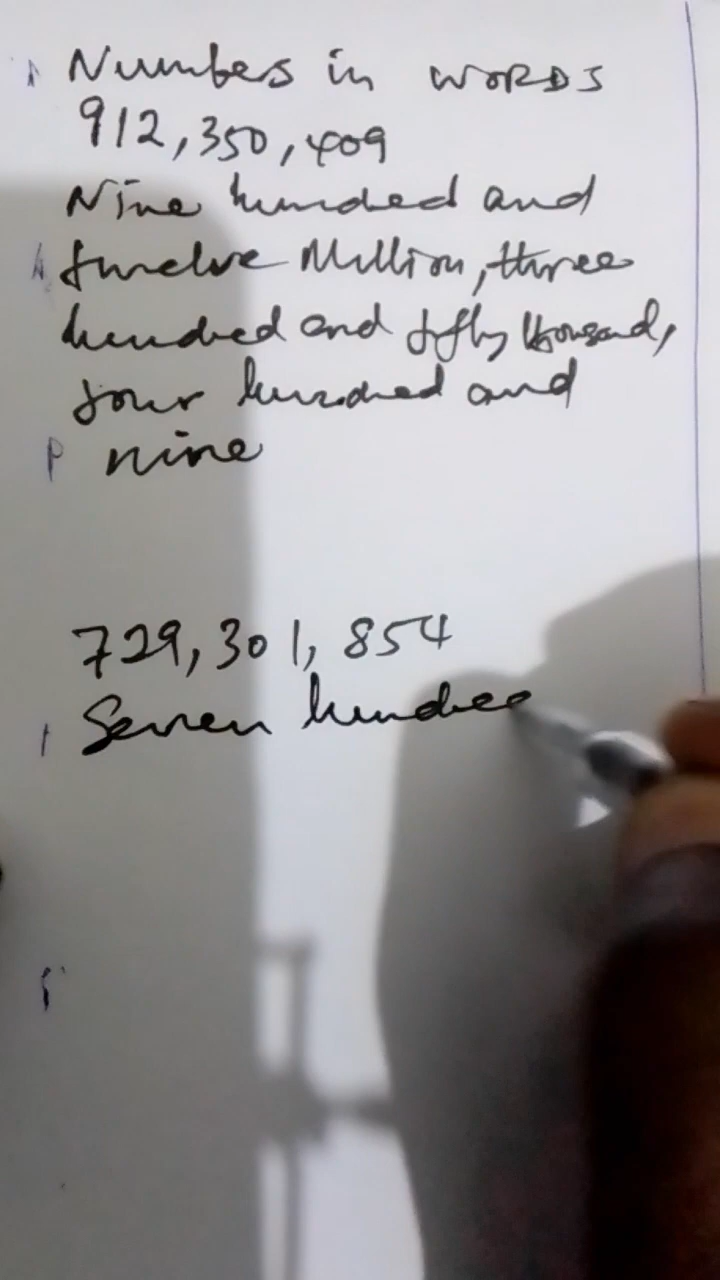 Numbers in WORDS
912,350,409
Nine hundred and
twelve Million, three
hundred and fifty thousand,
four hundred and
nine
729,301,854
Seven hundred